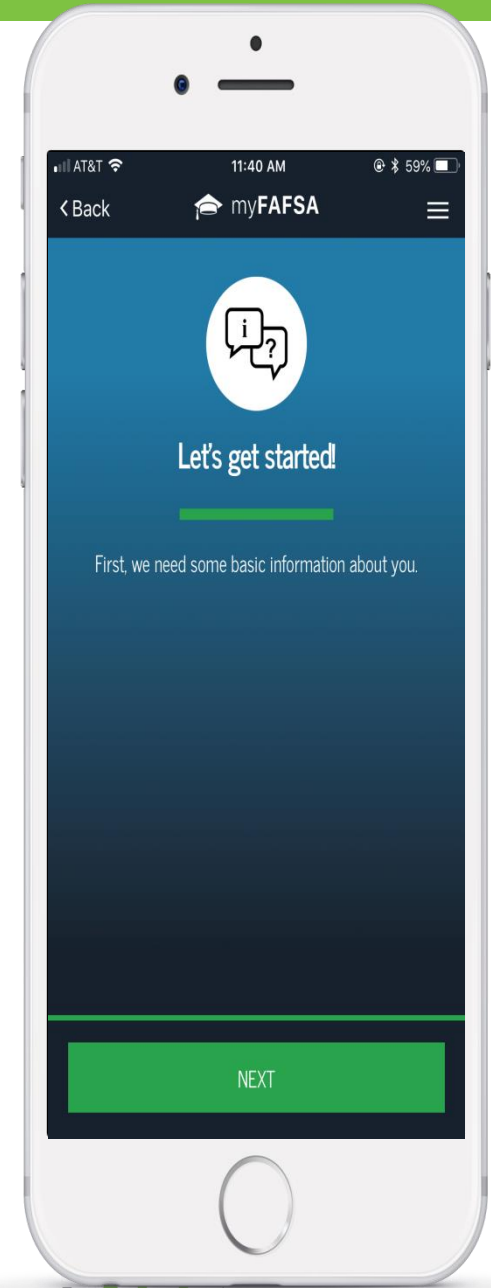 AT&T 11:40 AM 59%
Back myFAFSA
i ?
Let's get started!
First, we need some basic information about you.
NEXT